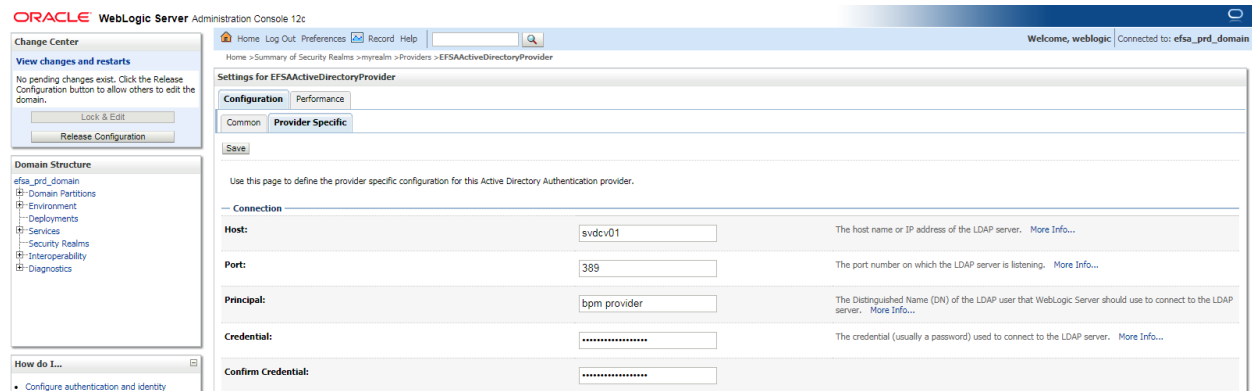 ORACLE WebLogic Server Administration Console 12c
Change Center
View changes and restarts
No pending changes exist. Click the Release
Configuration button to allow others to edit the
domain.
Lock & Edit
Release Configuration
Domain Structure
efsa_prd_domain
Domain Partitions
Environment
Deployments
Services
Security Realms
Interoperability
Diagnostics
How do I...
Configure authentication and identity
Home Log Out Preferences Record Help
Welcome, weblogic Connected to: efsa_prd_domain
Home >Summary of Security Realms >myrealm >Providers >EFSAActiveDirectoryProvider
Settings for EFSAActiveDirectoryProvider
Configuration Performance
Common Provider Specific
Save
Use this page to define the provider specific configuration for this Active Directory Authentication provider.
Connection
Host: svdcv01 The host name or IP address of the LDAP server. More Info...
Port: 389 The port number on which the LDAP server is listening. More Info...
Principal: bpm provider The Distinguished Name (DN) of the LDAP user that WebLogic Server should use to connect to the LDAP
server. More Info...
Credential: ••••••••••••••••• The credential (usually a password) used to connect to the LDAP server. More Info...
Confirm Credential: •••••••••••••••••